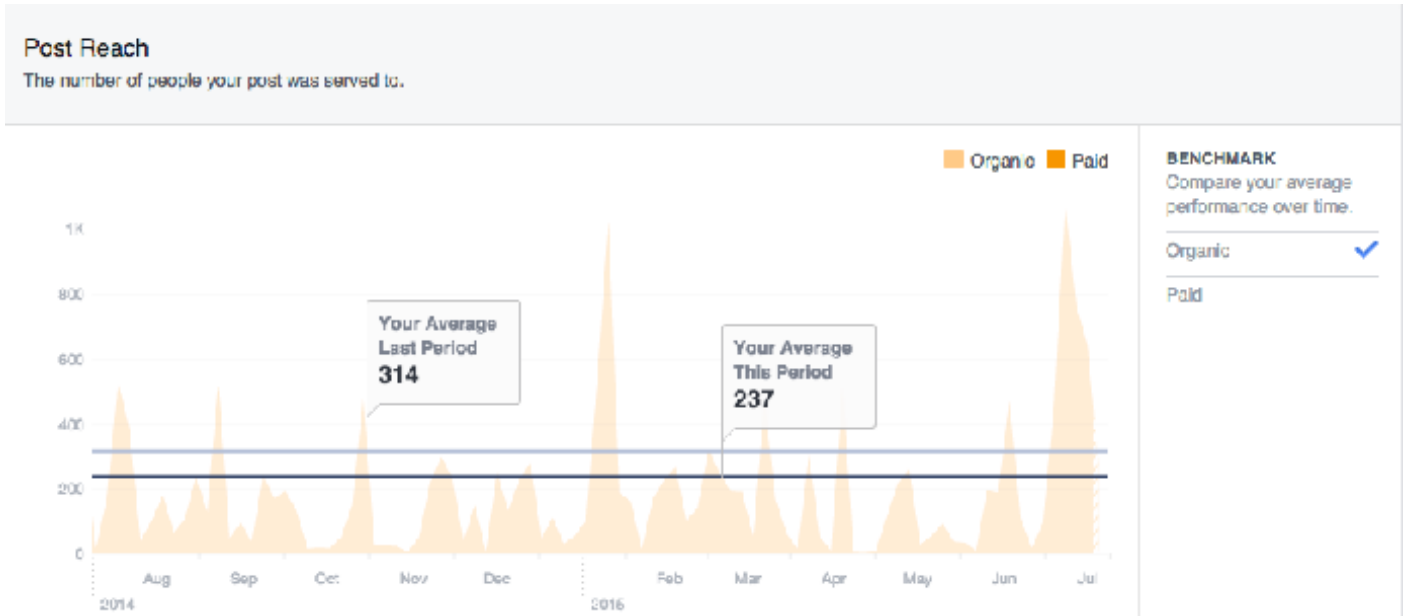 Post Reach
The number of people your post was served to.
Organic Paid
BENCHMARK
Compare your average
performance over time.
Organic
Paid
1K
800
600
400
200
0
Your Average
Last Period
314
Your Average
This Period
237
Aug Sep Oct Nov Dec Feb Mar Apr May Jun Jul
2014 2015